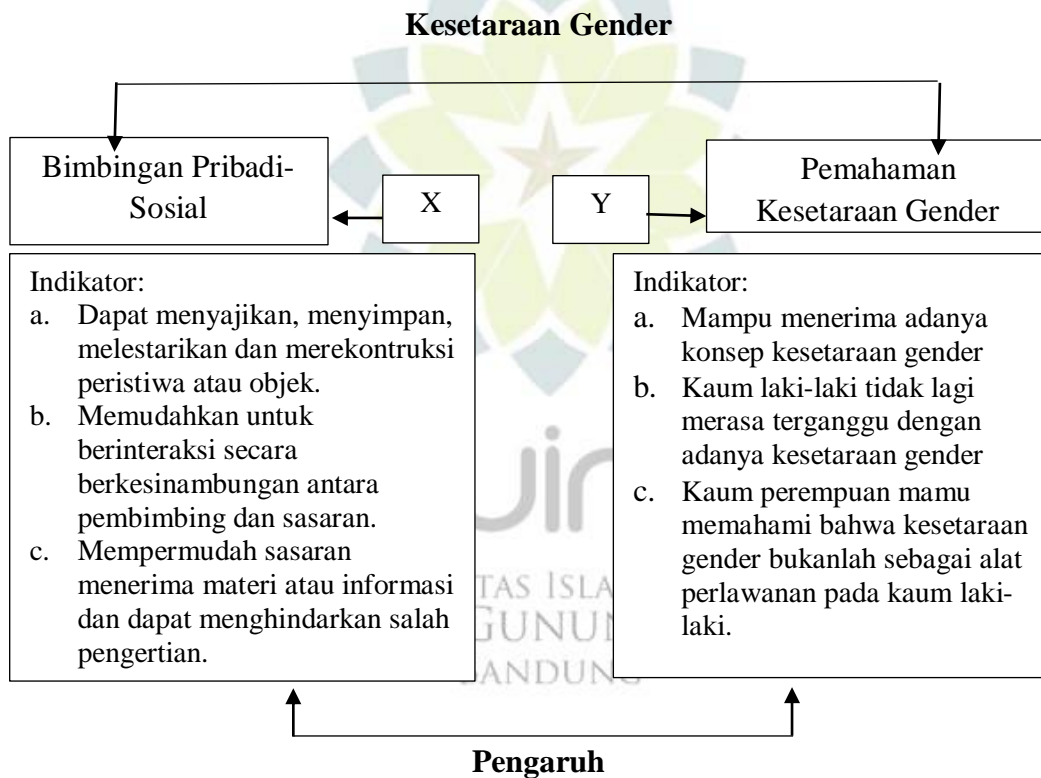 Kesetaraan Gender
Bimbingan Pribadi-
Sosial
X
Y
Pemahaman
Kesetaraan Gender
Indikator:
a. Dapat menyajikan, menyimpan,
melestarikan dan merekontruksi
peristiwa atau objek.
b. Memudahkan untuk
berinteraksi secara
berkesinambungan antara
pembimbing dan sasaran.
c. Mempermudah sasaran
menerima materi atau informasi
dan dapat menghindarkan salah
pengertian.
Indikator:
a. Mampu menerima adanya
konsep kesetaraan gender
b. Kaum laki-laki tidak lagi
merasa terganggu dengan
adanya kesetaraan gender
c. Kaum perempuan mamu
memahami bahwa kesetaraan
gender bukanlah sebagai alat
perlawanan pada kaum laki-
laki.
BANDUNG
Pengaruh